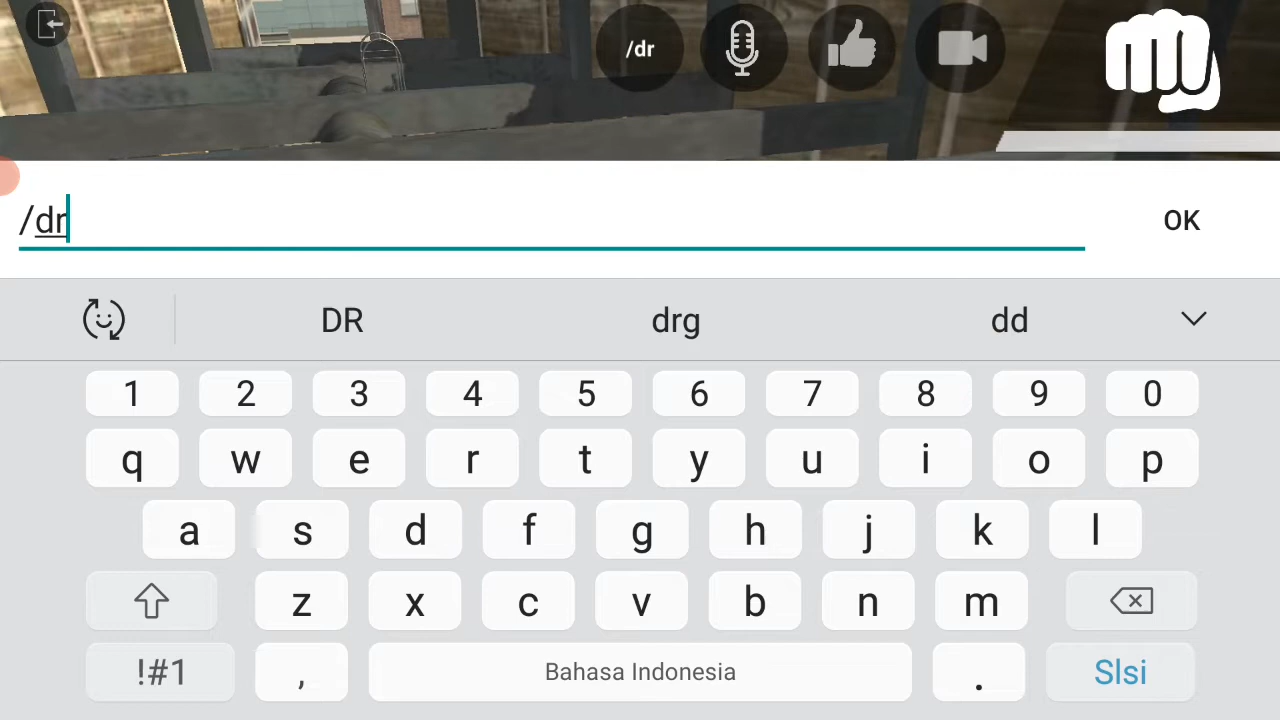 /dr
/dr
OK
DR drg dd
1 2 3 4 5 6 7 8 9 0
q w e r t y u i o p
a s d f g h j k l
z x c v b n m
!#1 , Bahasa Indonesia . Slsi